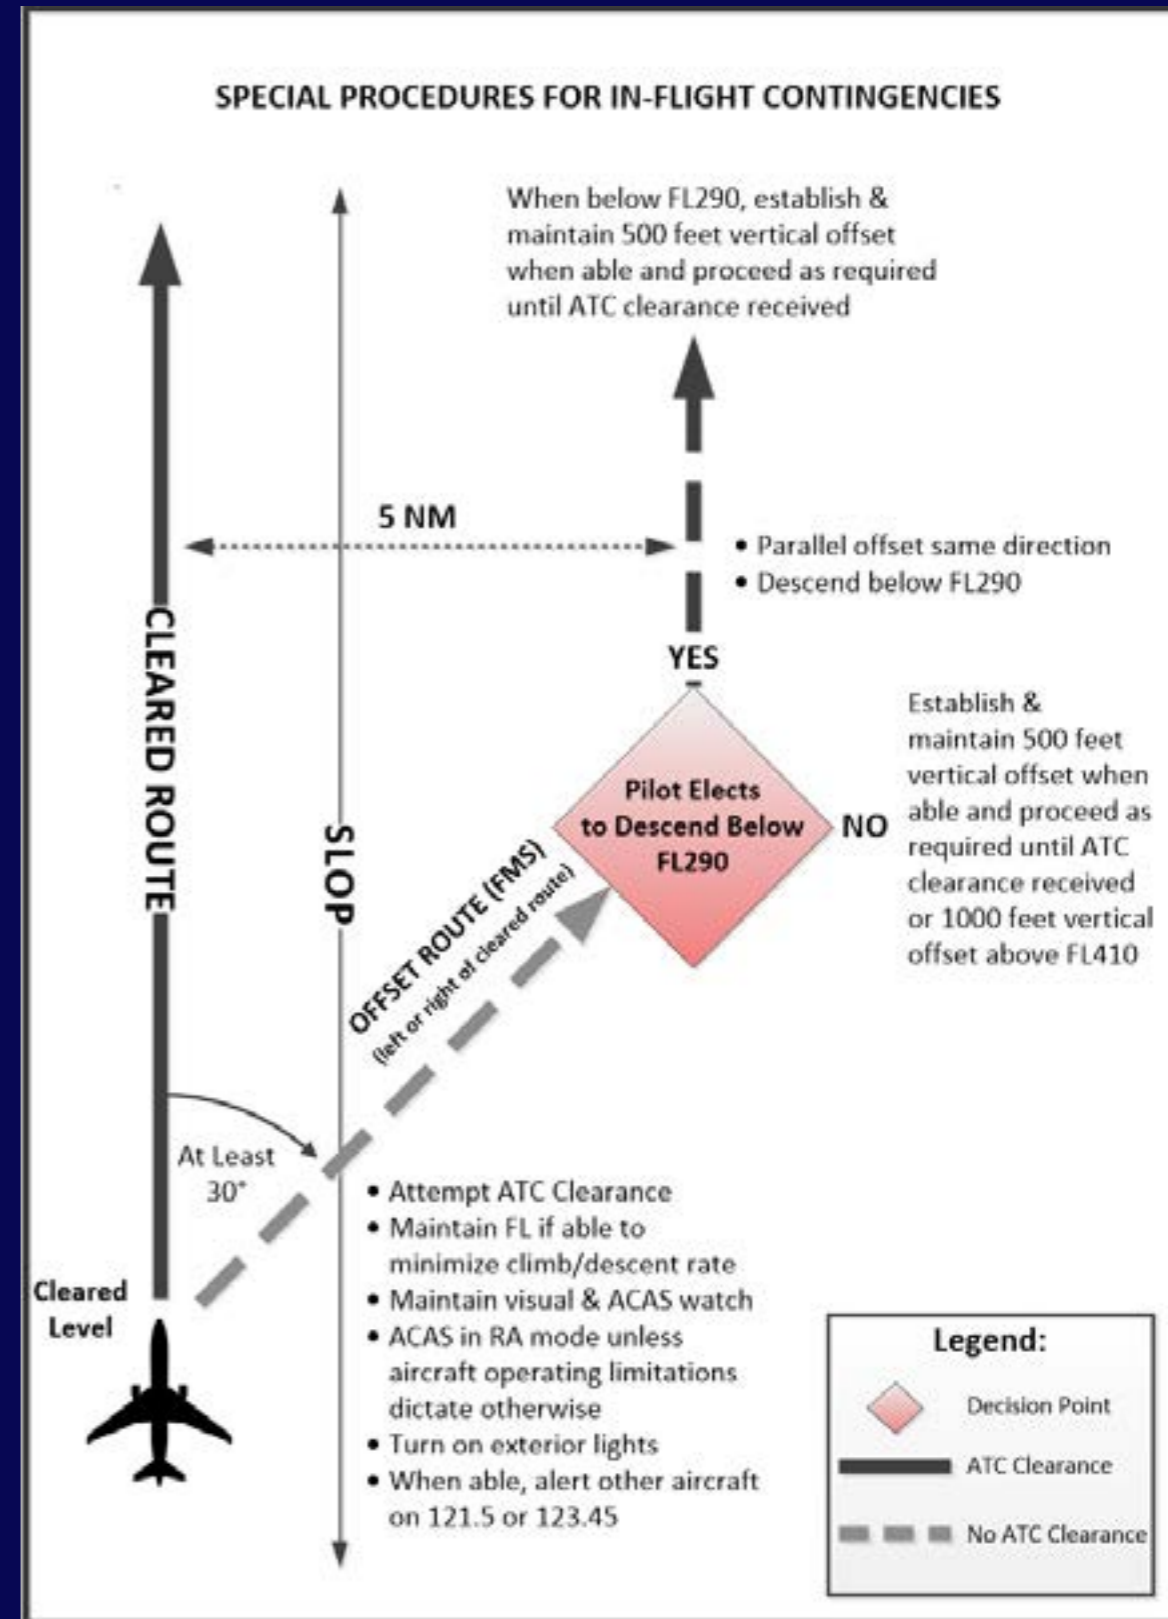 SPECIAL PROCEDURES FOR IN-FLIGHT CONTINGENCIES
When below FL290, establish &
maintain 500 feet vertical offset
when able and proceed as required
until ATC clearance received
5 NM
• Parallel offset same direction
• Descend below FL290
CLEARED ROUTE
SLOP
YES
Pilot Elects
to Descend Below
FL290
NO
Establish &
maintain 500 feet
vertical offset when
able and proceed as
required until ATC
clearance received
or 1000 feet vertical
offset above FL410
OFFSET ROUTE (FMS)
(left or right of cleared route)
At Least
30°
Cleared
Level
• Attempt ATC Clearance
• Maintain FL if able to
minimize climb/descent rate
• Maintain visual & ACAS watch
• ACAS in RA mode unless
aircraft operating limitations
dictate otherwise
• Turn on exterior lights
• When able, alert other aircraft
on 121.5 or 123.45
Legend:
Decision Point
ATC Clearance
No ATC Clearance